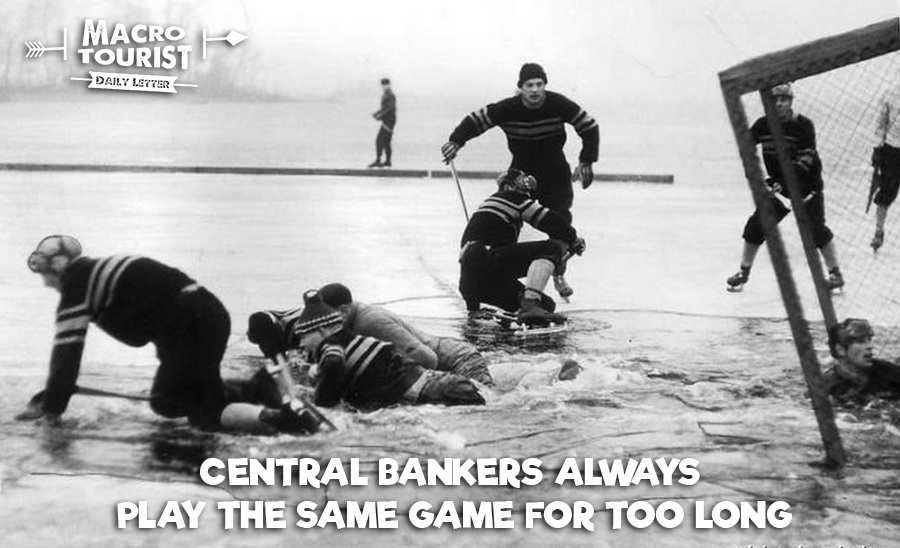 MACRO
TOURIST
DAILY LETTER
CENTRAL BANKERS ALWAYS
PLAY THE SAME GAME FOR TOO LONG